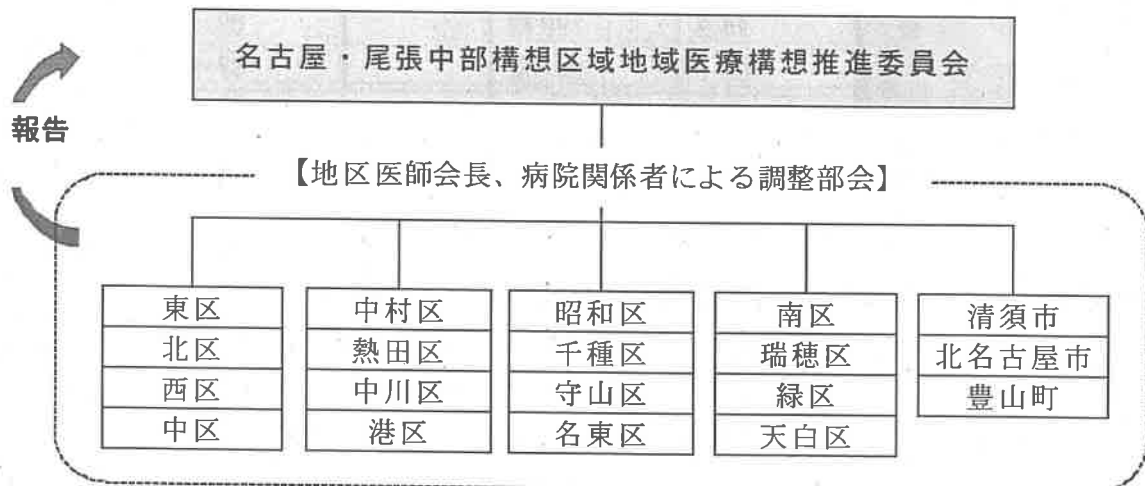 名古屋・尾張中部構想区域地域医療構想推進委員会
報告
【地区医師会長、病院関係者による調整部会】
東区
北区
西区
中区
中村区
熱田区
中川区
港区
昭和区
千種区
守山区
名東区
南区
瑞穂区
緑区
天白区
清須市
北名古屋市
豊山町